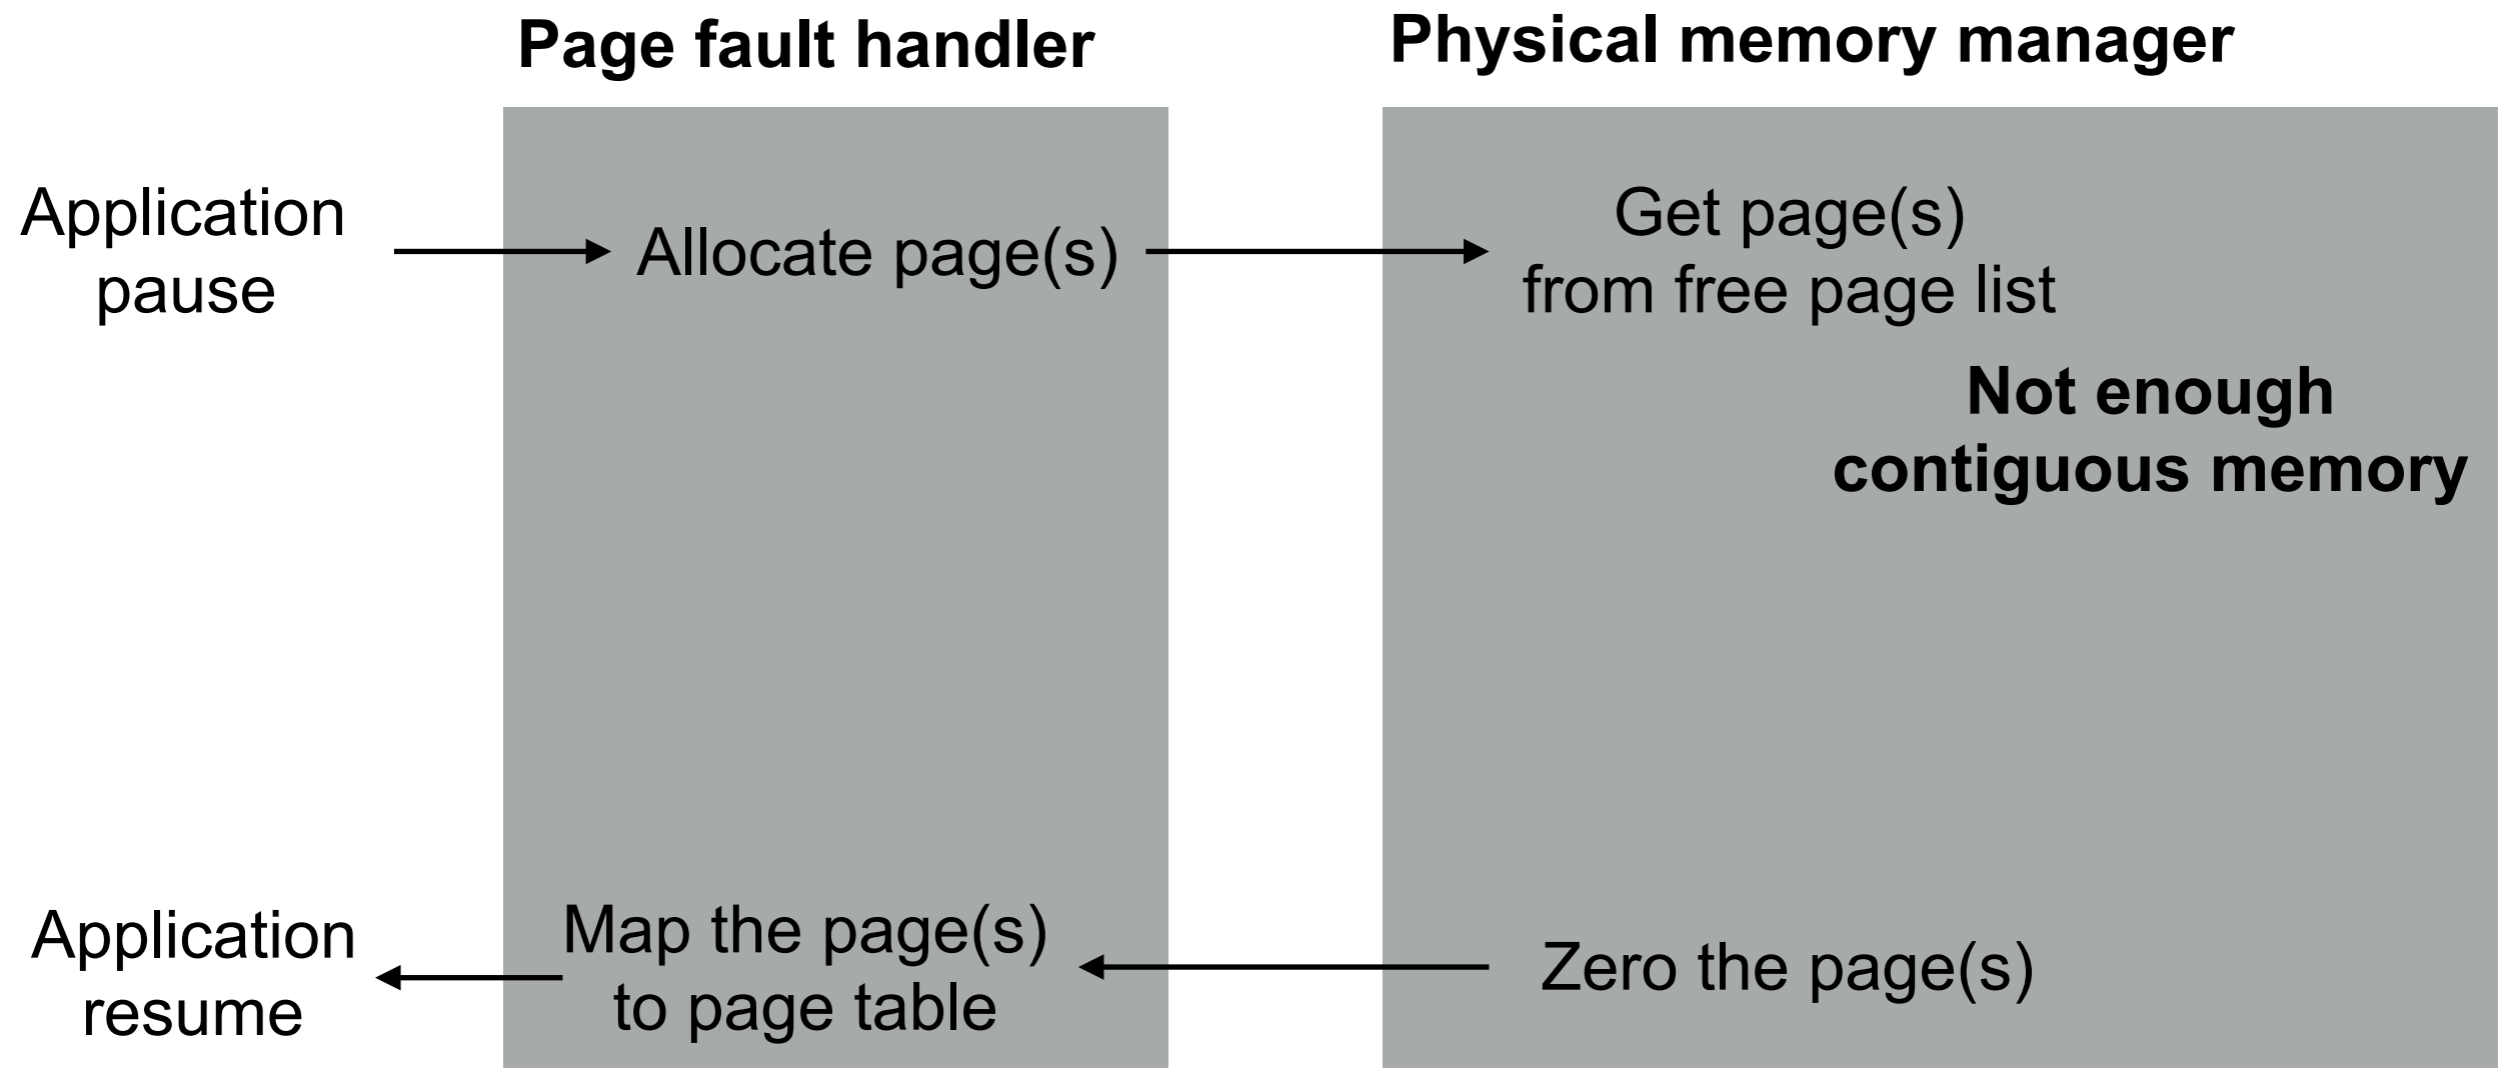 Page fault handler
Physical memory manager
Application
pause
Allocate page(s)
Get page(s)
from free page list
Not enough
contiguous memory
Application
resume
Map the page(s)
to page table
Zero the page(s)